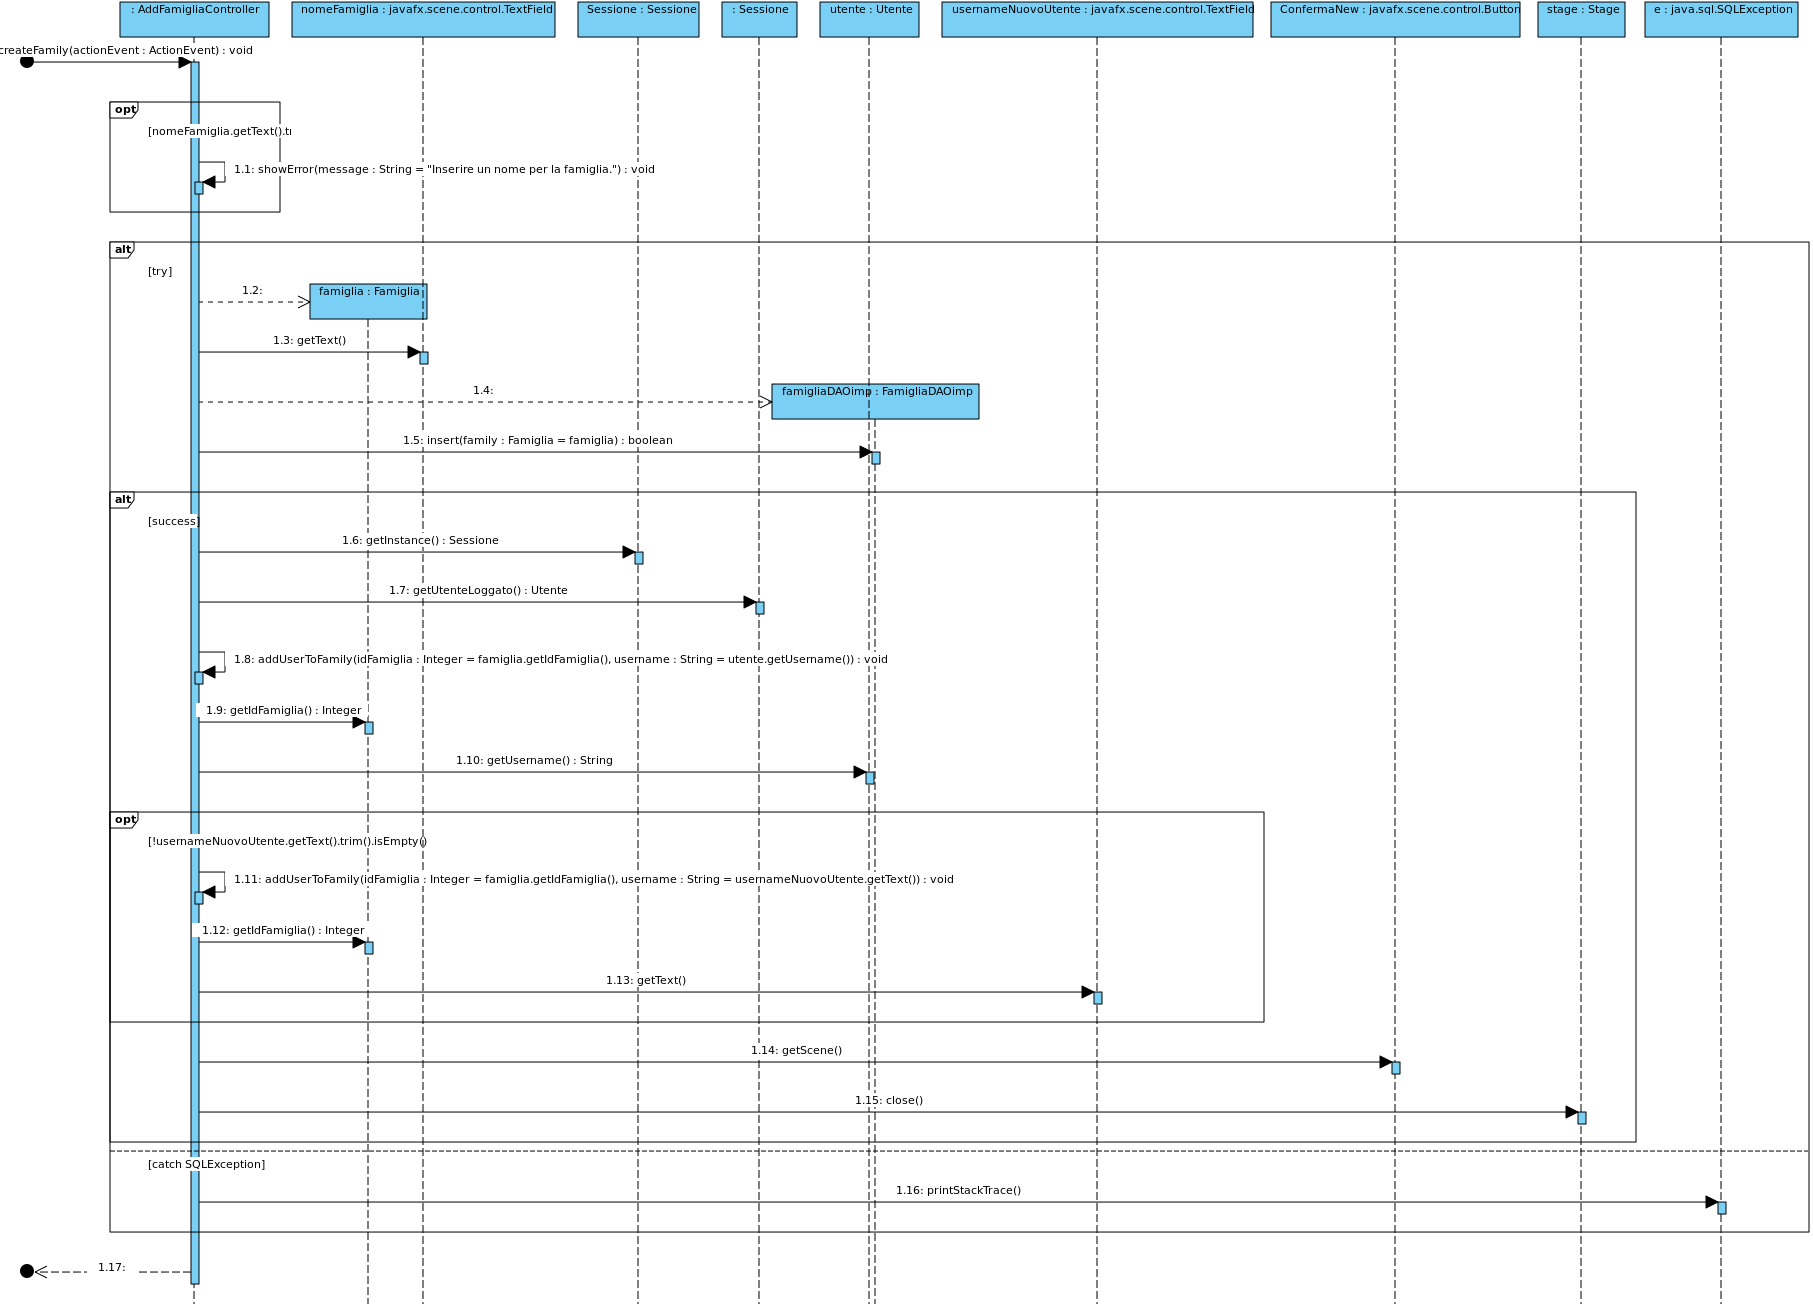 : AddFamigliaController
nomeFamiglia : javafx.scene.control.TextField
Sessione : Sessione
: Sessione
utente : Utente
usernameNuovoUtente : javafx.scene.control.TextField
ConfermaNew : javafx.scene.control.Button
stage : Stage
e : java.sql.SQLException
createFamily(actionEvent : ActionEvent) : void
opt
[nomeFamiglia.getText().tr
1.1: showError(message : String = "Inserire un nome per la famiglia.") : void
alt
[try]
1.2:
famiglia : Famiglia
1.3: getText()
1.4:
famigliaDAOimp : FamigliaDAOimp
1.5: insert(family : Famiglia = famiglia) : boolean
alt
[success]
1.6: getInstance() : Sessione
1.7: getUtenteLoggato() : Utente
1.8: addUserToFamily(idFamiglia : Integer = famiglia.getIdFamiglia(), username : String = utente.getUsername()) : void
1.9: getIdFamiglia() : Integer
1.10: getUsername() : String
opt
[!usernameNuovoUtente.getText().trim().isEmpty()
1.11: addUserToFamily(idFamiglia : Integer = famiglia.getIdFamiglia(), username : String = usernameNuovoUtente.getText()) : void
1.12: getIdFamiglia() : Integer
1.13: getText()
1.14: getScene()
1.15: close()
[catch SQLException]
1.16: printStackTrace()
1.17: